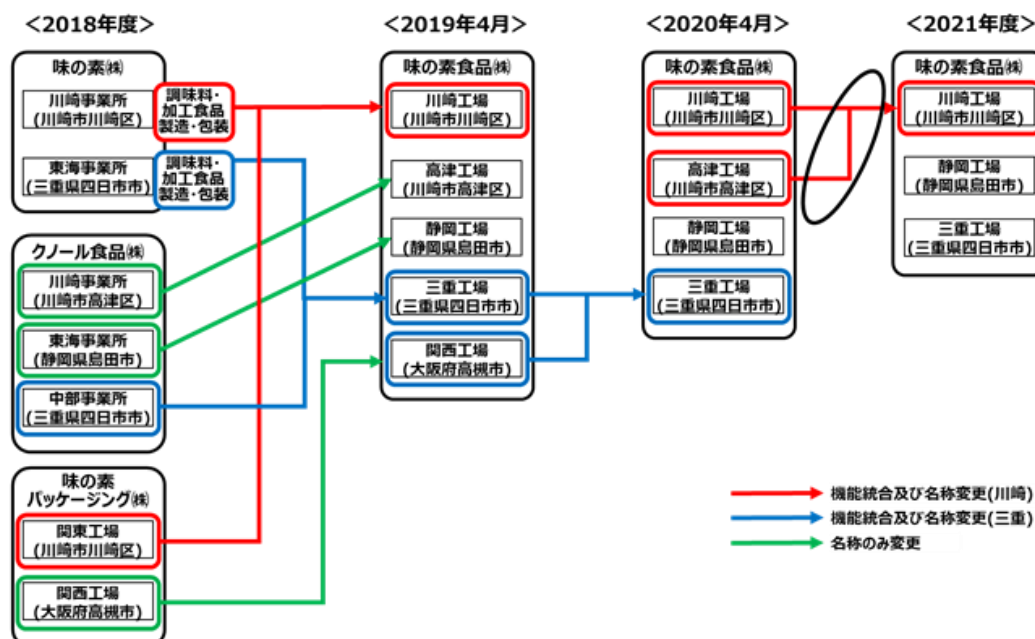 <2018年度>
味の素㈱
川崎事業所
(川崎市川崎区)
調味料・
加工食品
製造・包装
東海事業所
(三重県四日市市)
調味料・
加工食品
製造・包装
クノール食品㈱
川崎事業所
(川崎市高津区)
東海事業所
(静岡県島田市)
中部事業所
(三重県四日市市)
味の素
パッケージング㈱
関東工場
(川崎市川崎区)
関西工場
(大阪府高槻市)
<2019年4月>
味の素食品㈱
川崎工場
(川崎市川崎区)
高津工場
(川崎市高津区)
静岡工場
(静岡県島田市)
三重工場
(三重県四日市市)
関西工場
(大阪府高槻市)
<2020年4月>
味の素食品㈱
川崎工場
(川崎市川崎区)
高津工場
(川崎市高津区)
静岡工場
(静岡県島田市)
三重工場
(三重県四日市市)
<2021年度>
味の素食品㈱
川崎工場
(川崎市川崎区)
静岡工場
(静岡県島田市)
三重工場
(三重県四日市市)
機能統合及び名称変更(川崎)
機能統合及び名称変更(三重)
名称のみ変更